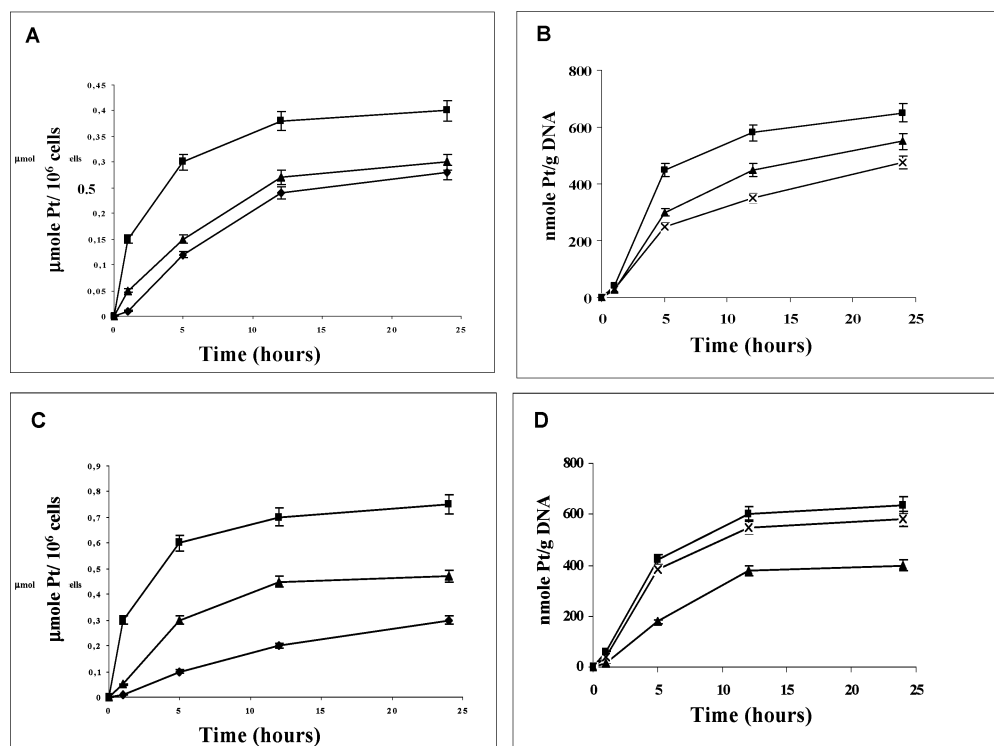 A
0,45
0,4
0,35
0,3
0.5
0,2
0,15
0,1
0,05
0
0 5 10 15 20 25
µmole Pt/ 10⁶ cells
µmol
ells
Time (hours)
B
800
600
400
200
0
0 5 10 15 20 25
nmole Pt/g DNA
Time (hours)
C
0,9
0,8
0,7
0,6
0,5
0,4
0,3
0,2
0,1
0
0 5 10 15 20 25
µmole Pt/ 10⁶ cells
µmol
ells
Time (hours)
D
800
600
400
200
0
0 5 10 15 20 25
nmole Pt/g DNA
Time (hours)